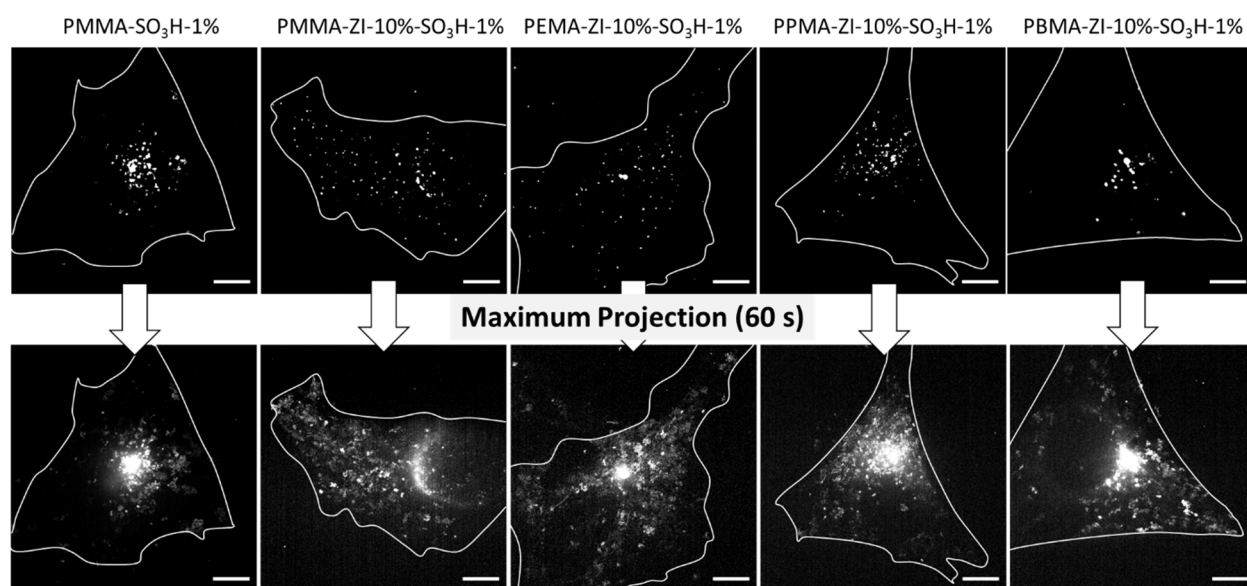 PMMA-SO₃H-1%
PMMA-ZI-10%-SO₃H-1%
PEMA-ZI-10%-SO₃H-1%
PPMA-ZI-10%-SO₃H-1%
PBMA-ZI-10%-SO₃H-1%
Maximum Projection (60 s)